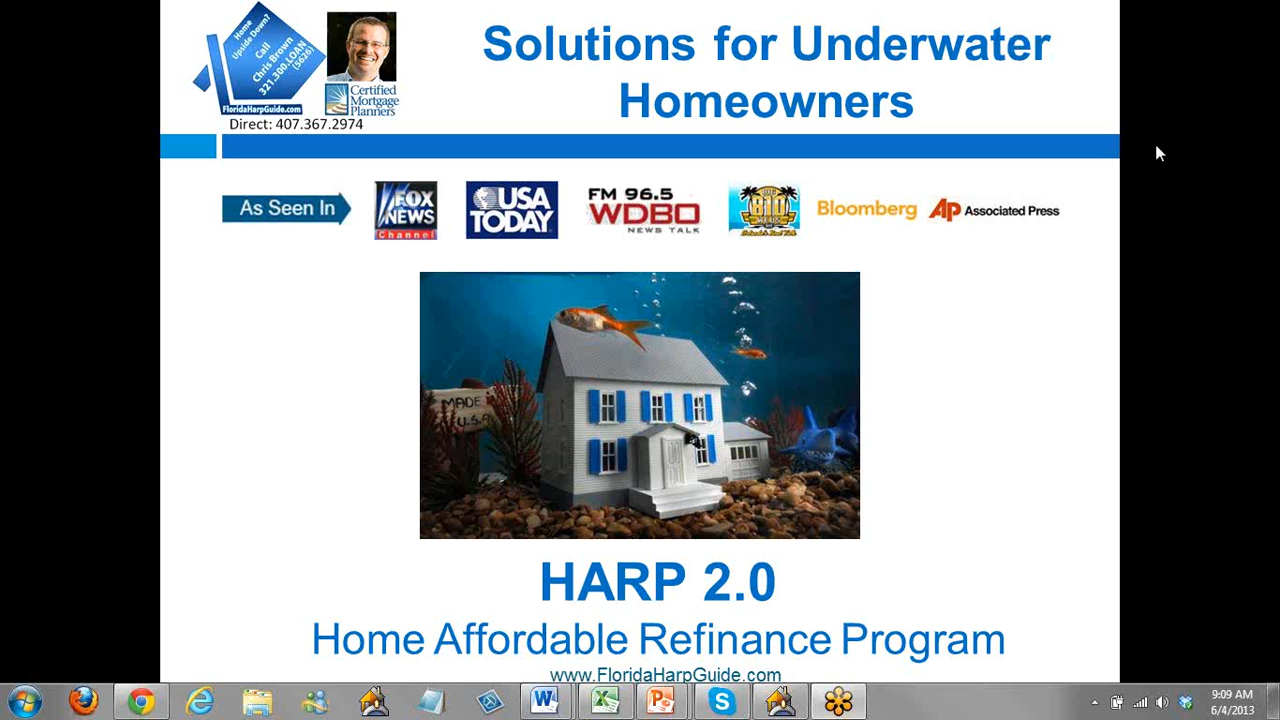 Home
Upside Down?
Call
Chris Brown
321.300.LOAN
(5626)
FloridaHarpGuide.com
Certified
Mortgage
Planners
Direct: 407.367.2974
Solutions for Underwater
Homeowners
As Seen In
FOX
NEWS
Channel
USA
TODAY
FM 96.5
WDBO
NEWS TALK
810
Bloomberg
AP Associated Press
MADE
U.S.A.
HARP 2.0
Home Affordable Refinance Program
www.FloridaHarpGuide.com
9:09 AM
6/4/2013